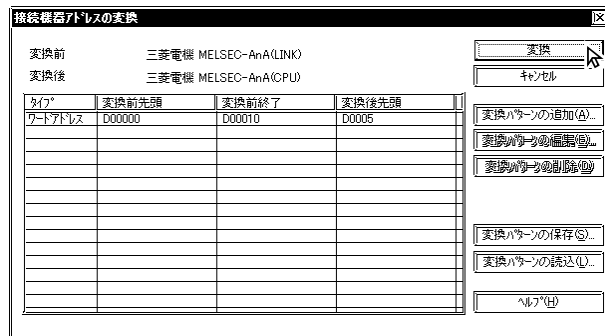 接続機器アドレスの変換
変換前 三菱電機 MELSEC-AnA(LINK)
変換後 三菱電機 MELSEC-AnA(CPU)
タイプ 変換前先頭 変換前終了 変換後先頭
ワードアドレス D00000 D00010 D0005
変換
キャンセル
変換パターンの追加(A)...
変換パターンの編集(E)...
変換パターンの削除(D)
変換パターンの保存(S)...
変換パターンの読込(L)...
ヘルプ(H)